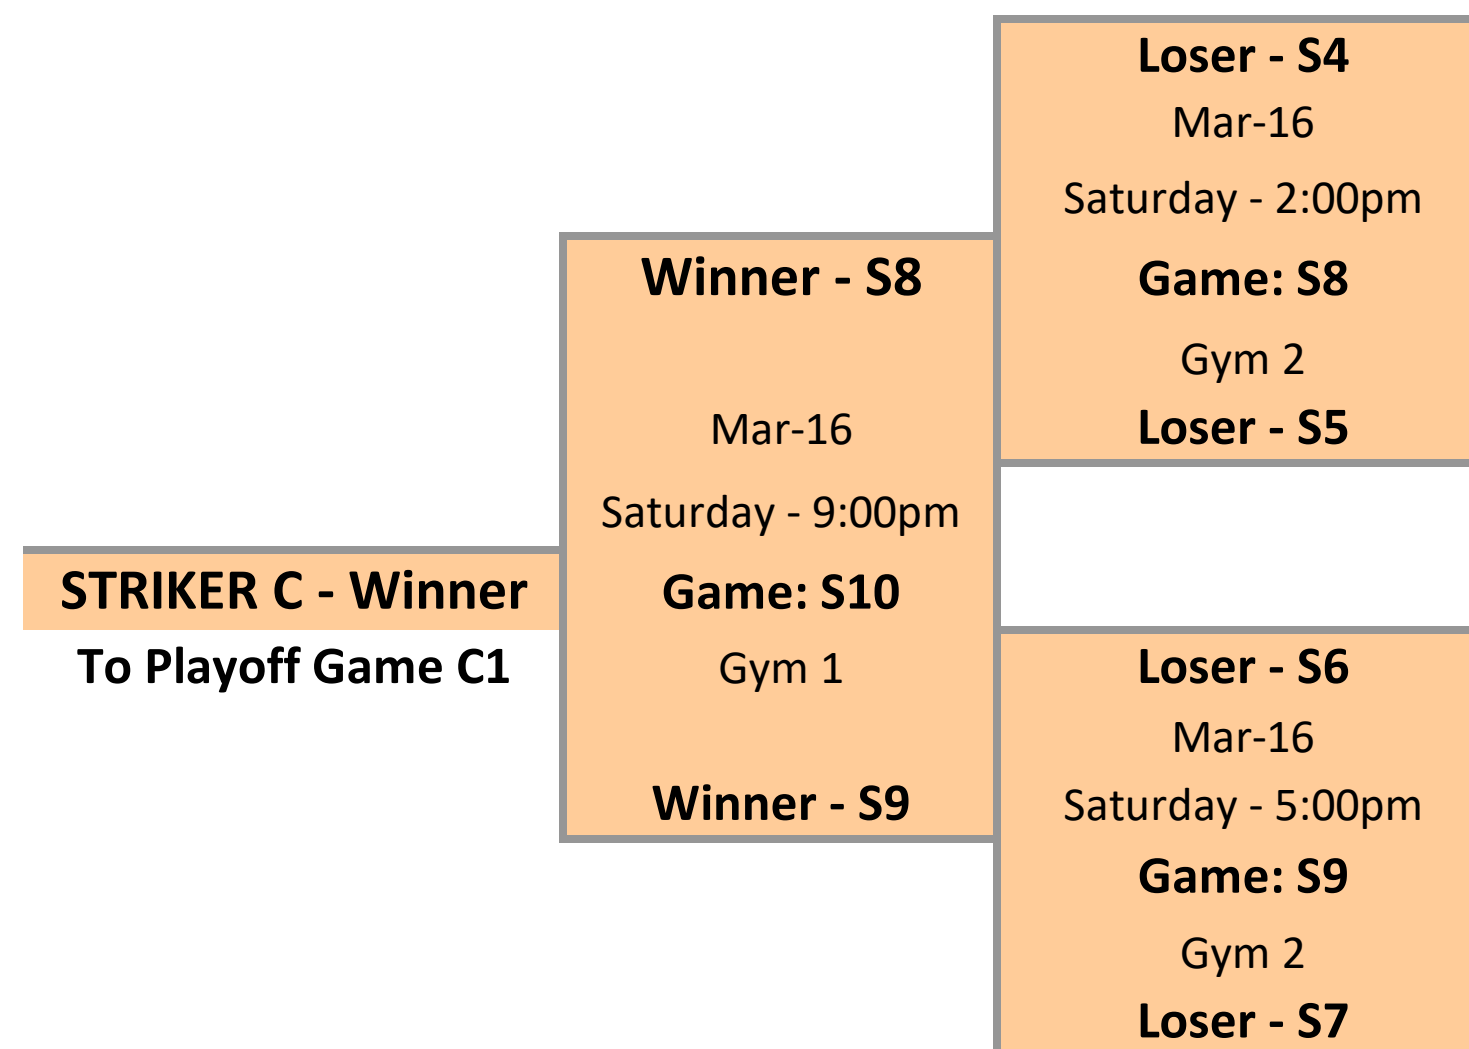 Loser - S4
Mar-16
Saturday - 2:00pm
Game: S8
Gym 2
Loser - S5
Winner - S8
Mar-16
Saturday - 9:00pm
Game: S10
Gym 1
Winner - S9
STRIKER C - Winner
To Playoff Game C1
Loser - S6
Mar-16
Saturday - 5:00pm
Game: S9
Gym 2
Loser - S7